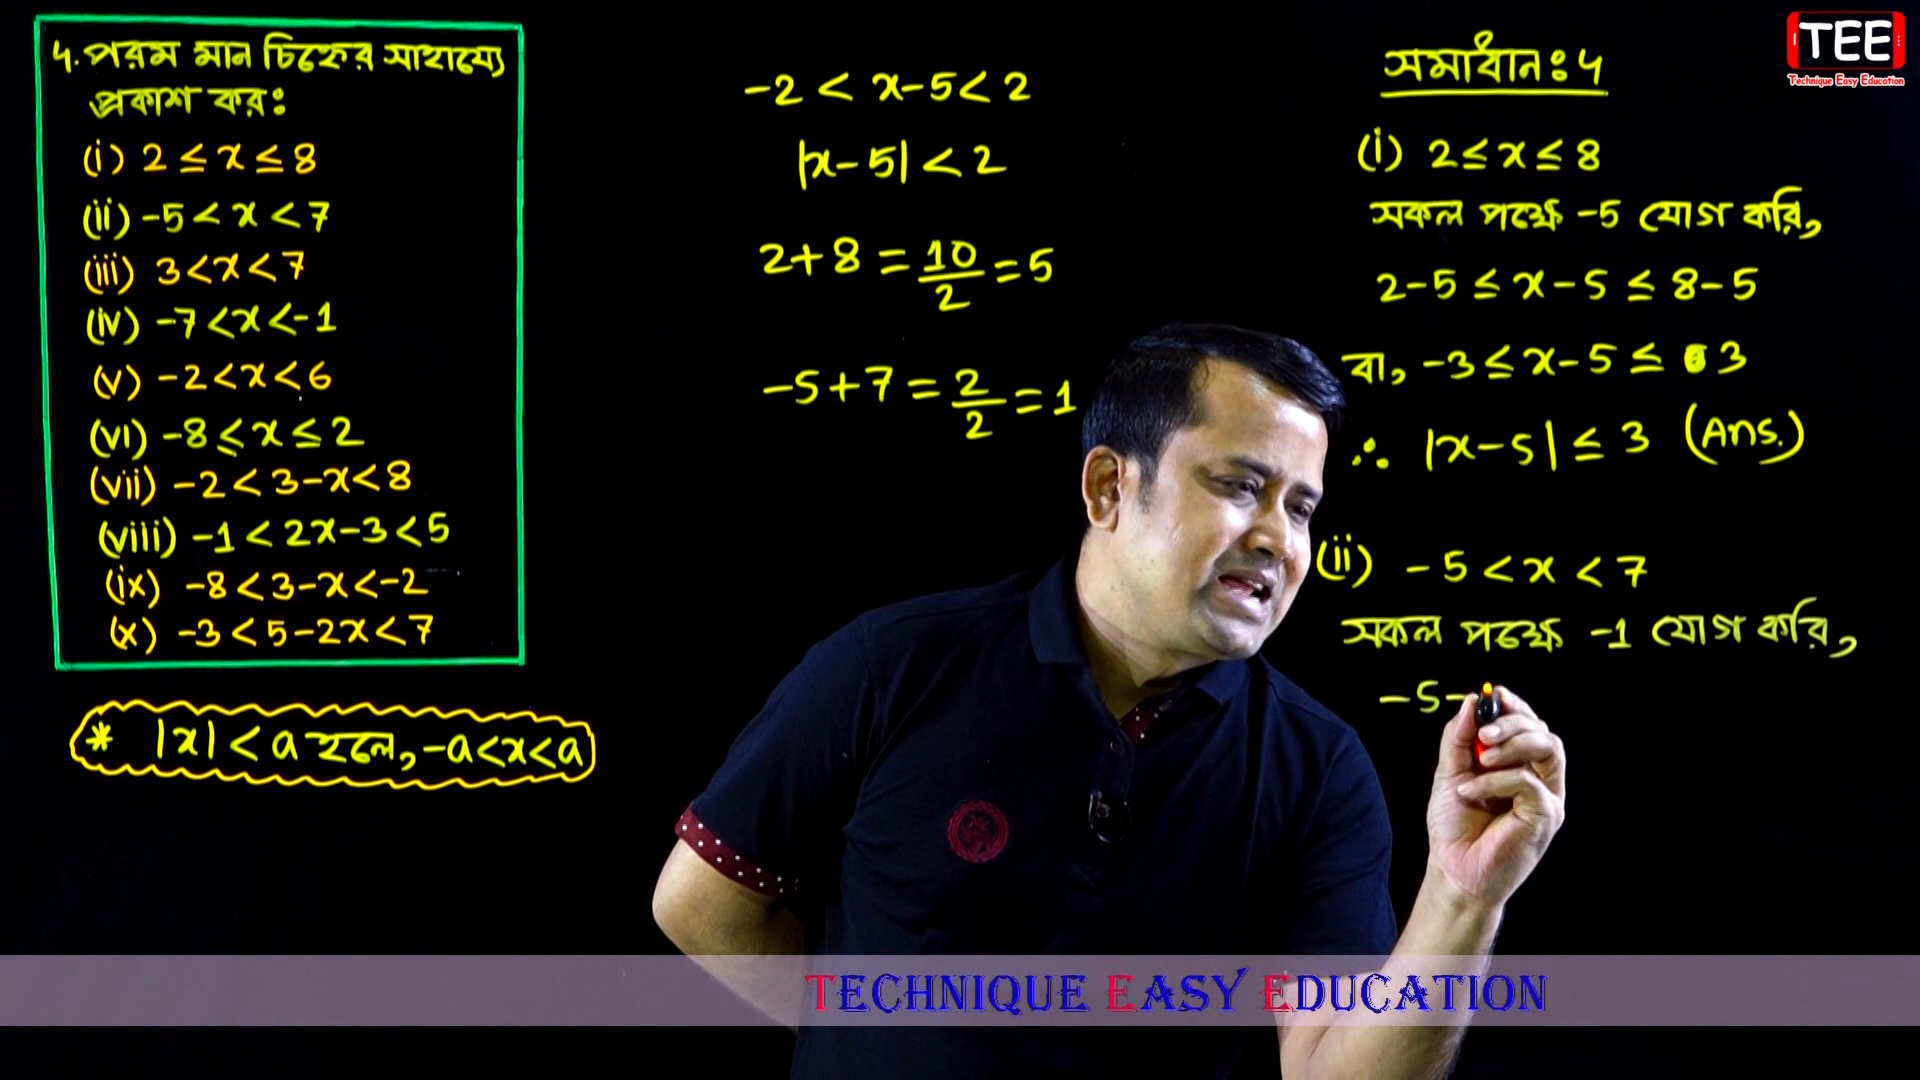 ৭. পরম মান চিহ্নের সাহায্যে
প্রকাশ কর:
(i) 2 ≤ x ≤ 8
(ii) -5 < x < 7
(iii) 3 < x < 7
(iv) -7 < x < -1
(v) -2 < x < 6
(vi) -8 ≤ x ≤ 2
(vii) -2 < 3-x < 8
(viii) -1 < 2x-3 < 5
(ix) -8 < 3-x < -2
(x) -3 < 5-2x < 7
* |x| < a হলে, -a < x < a
-2 < x-5 < 2
|x-5| < 2
2+8 = 10/2 = 5
-5+7 = 2/2 = 1
সমাধান: ৭
(i) 2 ≤ x ≤ 8
সকল পক্ষে -5 যোগ করি,
2-5 ≤ x-5 ≤ 8-5
বা, -3 ≤ x-5 ≤ 3
∴ |x-5| ≤ 3 (Ans.)
(ii) -5 < x < 7
সকল পক্ষে -1 যোগ করি,
-5-
TEE
Technique Easy Education
TECHNIQUE EASY EDUCATION